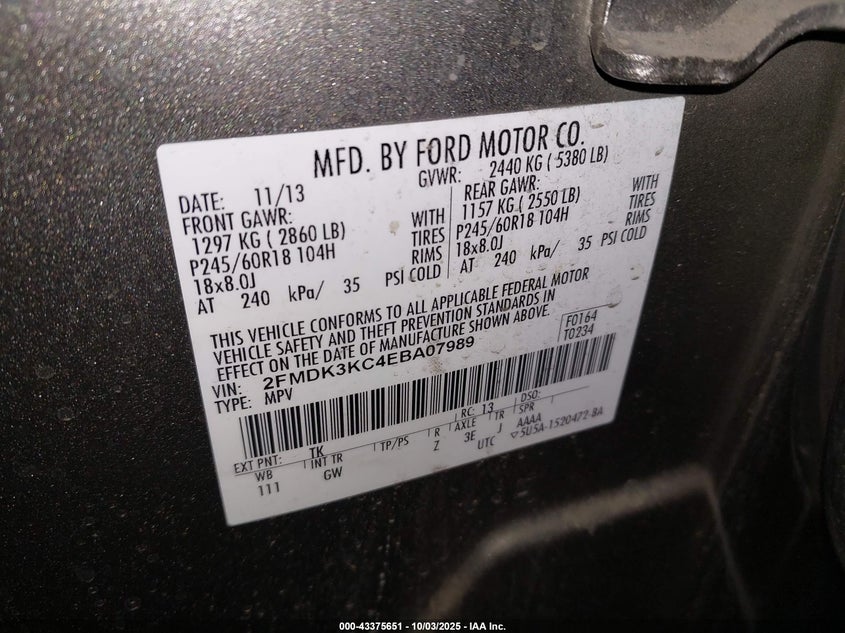 MFD. BY FORD MOTOR CO.
DATE: 11/13 GVWR: 2440 KG ( 5380 LB)
FRONT GAWR: REAR GAWR:
1297 KG ( 2860 LB) WITH 1157 KG ( 2550 LB) WITH
P245/60R18 104H TIRES P245/60R18 104H TIRES
18x8.0J RIMS 18x8.0J RIMS
AT 240 kPa/ 35 PSI COLD AT 240 kPa/ 35 PSI COLD
THIS VEHICLE CONFORMS TO ALL APPLICABLE FEDERAL MOTOR
VEHICLE SAFETY AND THEFT PREVENTION STANDARDS IN
EFFECT ON THE DATE OF MANUFACTURE SHOWN ABOVE.
F0164
T0234
VIN: 2FMDK3KC4EBA07989
TYPE: MPV
RC: 13 DSO:
EXT PNT: TK TP/PS R AXLE TR SPR
WB INT TR Z 3E J AAAA
111 GW UTC ▽5U5A-1520472-BA
000-43375651 - 10/03/2025 - IAA Inc.